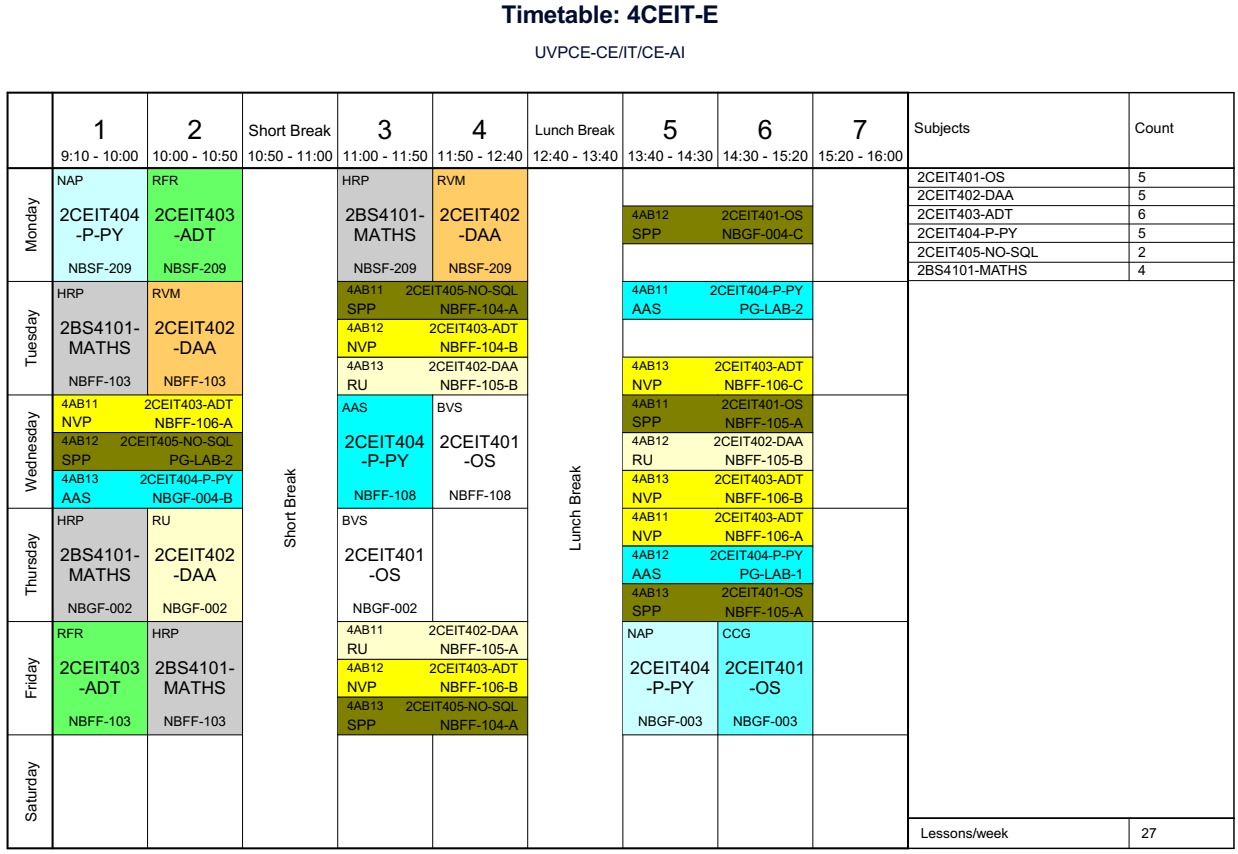 Timetable: 4CEIT-E
UVPCE-CE/IT/CE-AI
1 2 Short Break 3 4 Lunch Break 5 6 7 Subjects Count
9:10 - 10:00 10:00 - 10:50 10:50 - 11:00 11:00 - 11:50 11:50 - 12:40 12:40 - 13:40 13:40 - 14:30 14:30 - 15:20 15:20 - 16:00
2CEIT401-OS 5
2CEIT402-DAA 5
2CEIT403-ADT 6
2CEIT404-P-PY 5
2CEIT405-NO-SQL 2
2BS4101-MATHS 4
Monday
NAP RFR HRP RVM
2CEIT404 2CEIT403 2BS4101- 2CEIT402
-P-PY -ADT MATHS -DAA
NBSF-209 NBSF-209 NBSF-209 NBSF-209
4AB12 2CEIT401-OS
SPP NBGF-004-C
Tuesday
HRP RVM
2BS4101- 2CEIT402
MATHS -DAA
NBFF-103 NBFF-103
4AB11 2CEIT405-NO-SQL
SPP NBFF-104-A
4AB12 2CEIT403-ADT
NVP NBFF-104-B
4AB13 2CEIT402-DAA
RU NBFF-105-B
4AB11 2CEIT404-P-PY
AAS PG-LAB-2
4AB13 2CEIT403-ADT
NVP NBFF-106-C
Wednesday
4AB11 2CEIT403-ADT
NVP NBFF-106-A
4AB12 2CEIT405-NO-SQL
SPP PG-LAB-2
4AB13 2CEIT404-P-PY
AAS NBGF-004-B
Short Break
AAS BVS
2CEIT404 2CEIT401
-P-PY -OS
NBFF-108 NBFF-108
Lunch Break
4AB11 2CEIT401-OS
SPP NBFF-105-A
4AB12 2CEIT402-DAA
RU NBFF-105-B
4AB13 2CEIT403-ADT
NVP NBFF-106-B
Thursday
HRP RU BVS
2BS4101- 2CEIT402 2CEIT401
MATHS -DAA -OS
NBGF-002 NBGF-002 NBGF-002
4AB11 2CEIT403-ADT
NVP NBFF-106-A
4AB12 2CEIT404-P-PY
AAS PG-LAB-1
4AB13 2CEIT401-OS
SPP NBFF-105-A
Friday
RFR HRP
2CEIT403 2BS4101-
-ADT MATHS
NBFF-103 NBFF-103
4AB11 2CEIT402-DAA
RU NBFF-105-A
4AB12 2CEIT403-ADT
NVP NBFF-106-B
4AB13 2CEIT405-NO-SQL
SPP NBFF-104-A
NAP CCG
2CEIT404 2CEIT401
-P-PY -OS
NBGF-003 NBGF-003
Saturday
Lessons/week 27